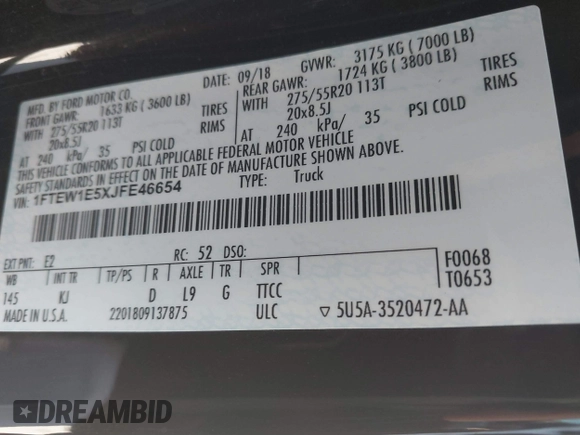 MFD. BY FORD MOTOR CO.
DATE: 09/18 GVWR: 3175 KG ( 7000 LB)
FRONT GAWR: 1633 KG ( 3600 LB) REAR GAWR: 1724 KG ( 3800 LB)
WITH 275/55R20 113T TIRES WITH 275/55R20 113T TIRES
20x8.5J RIMS 20x8.5J RIMS
AT 240 kPa/ 35 PSI COLD AT 240 kPa/ 35 PSI COLD
THIS VEHICLE CONFORMS TO ALL APPLICABLE FEDERAL MOTOR VEHICLE
SAFETY STANDARDS IN EFFECT ON THE DATE OF MANUFACTURE SHOWN ABOVE.
VIN: 1FTEW1E5XJFE46654 TYPE: Truck
EXT PNT: E2 RC: 52 DSO: F0068
WB INT TR TP/PS R AXLE TR SPR T0653
145 KJ D L9 G TTCC
MADE IN U.S.A. 2201809137875 ULC ▽ 5U5A-3520472-AA
DREAMBID